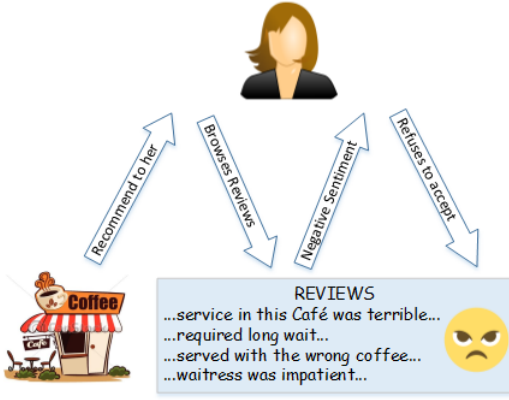 Recommend to her
Browses Reviews
Negative Sentiment
Refuses to accept
Coffee
Café
REVIEWS
...service in this Café was terrible...
...required long wait...
...served with the wrong coffee...
...waitress was impatient...